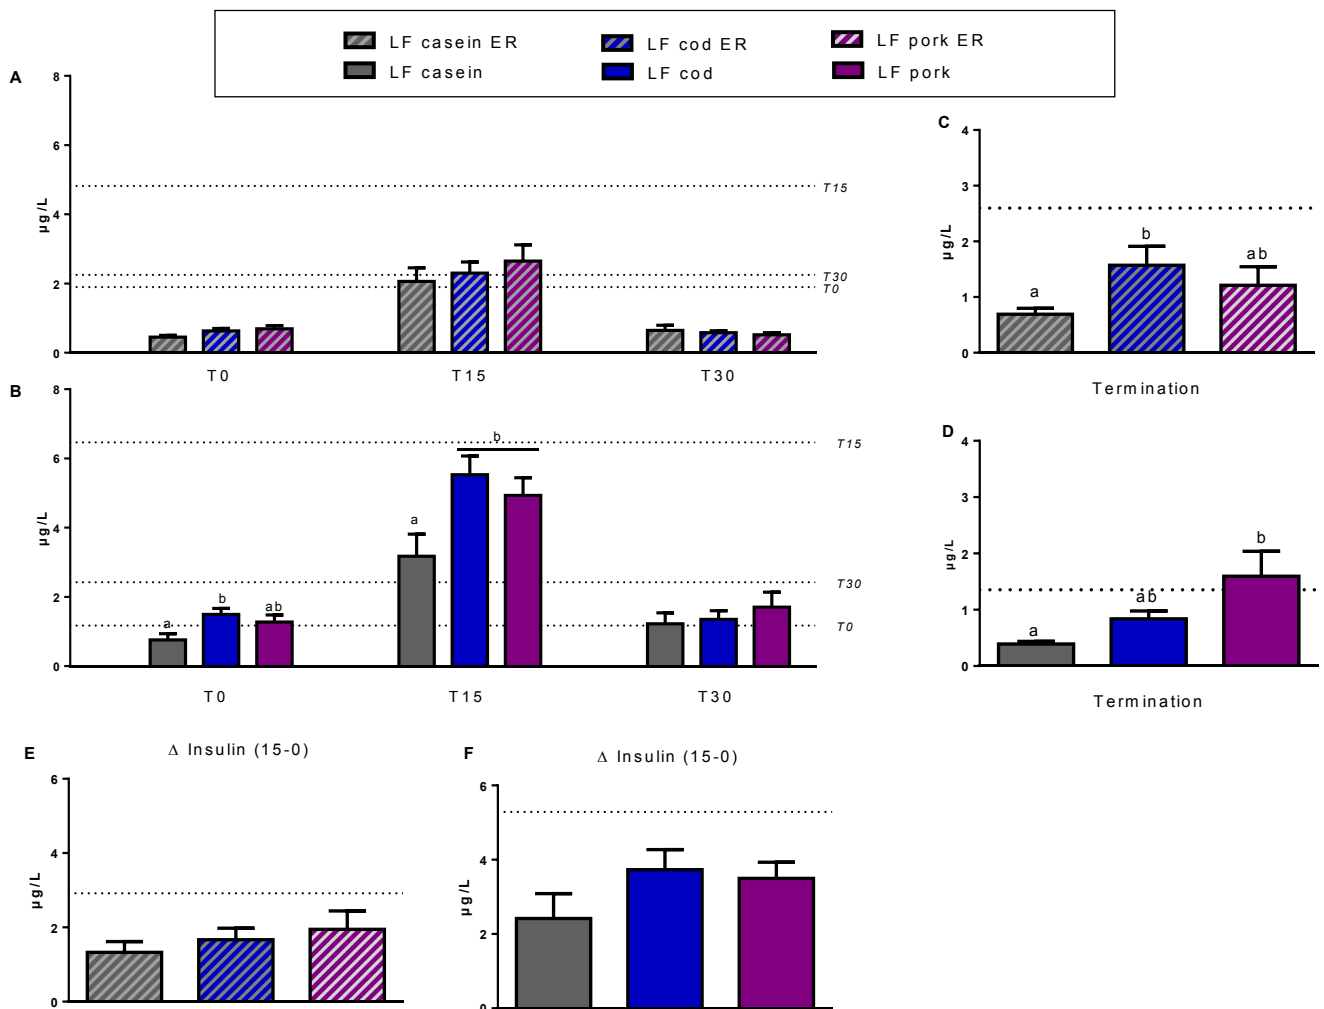 LF casein ER LF cod ER LF pork ER
LF casein LF cod LF pork
A
8
6
4
2
0
µg/L
T15
T30
T0
T0 T15 T30
C
4
3
2
1
0
µg/L
a b ab
Termination
B
8
6
4
2
0
µg/L
a b ab
a b
T15
T30
T0
T0 T15 T30
D
4
3
2
1
0
µg/L
a ab b
Termination
E
Δ Insulin (15-0)
6
4
2
0
µg/L
F
Δ Insulin (15-0)
6
4
2
0
µg/L